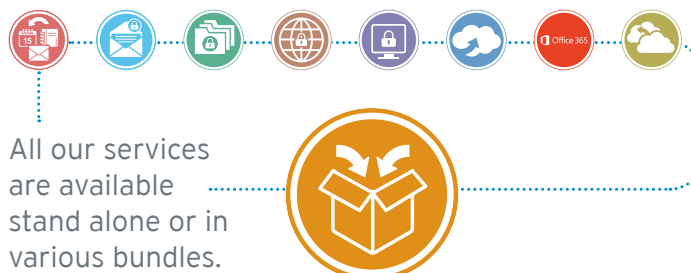 15
Office 365
All our services
are available
stand alone or in
various bundles.